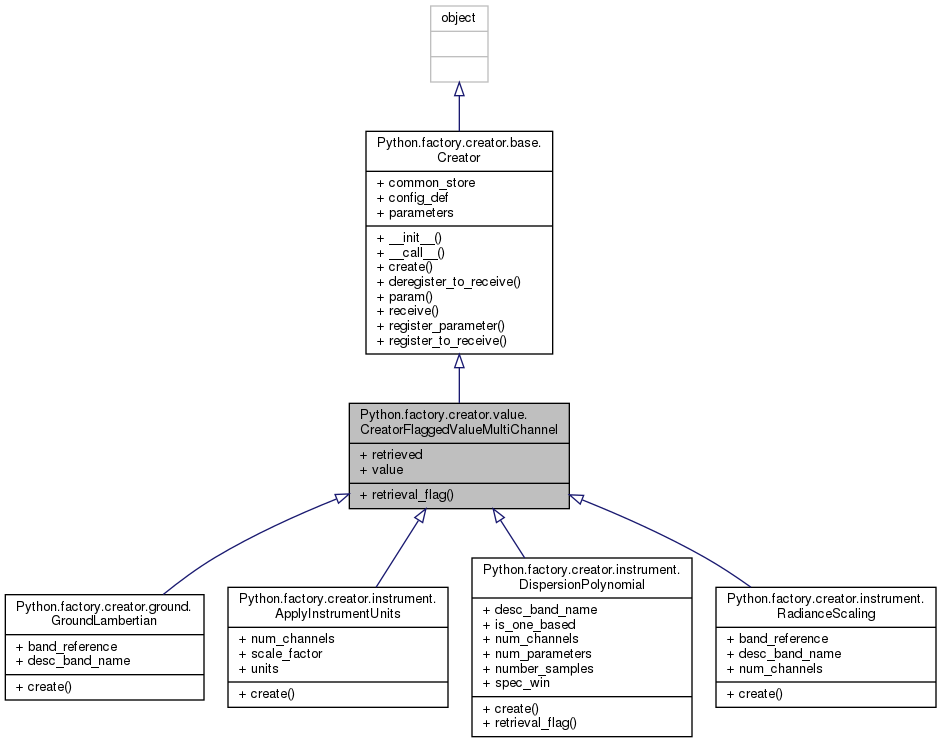 object
Python.factory.creator.base.
Creator
+ common_store
+ config_def
+ parameters
+ __init__()
+ __call__()
+ create()
+ deregister_to_receive()
+ param()
+ receive()
+ register_parameter()
+ register_to_receive()
Python.factory.creator.value.
CreatorFlaggedValueMultiChannel
+ retrieved
+ value
+ retrieval_flag()
Python.factory.creator.ground.
GroundLambertian
+ band_reference
+ desc_band_name
+ create()
Python.factory.creator.instrument.
ApplyInstrumentUnits
+ num_channels
+ scale_factor
+ units
+ create()
Python.factory.creator.instrument.
DispersionPolynomial
+ desc_band_name
+ is_one_based
+ num_channels
+ num_parameters
+ number_samples
+ spec_win
+ create()
+ retrieval_flag()
Python.factory.creator.instrument.
RadianceScaling
+ band_reference
+ desc_band_name
+ num_channels
+ create()